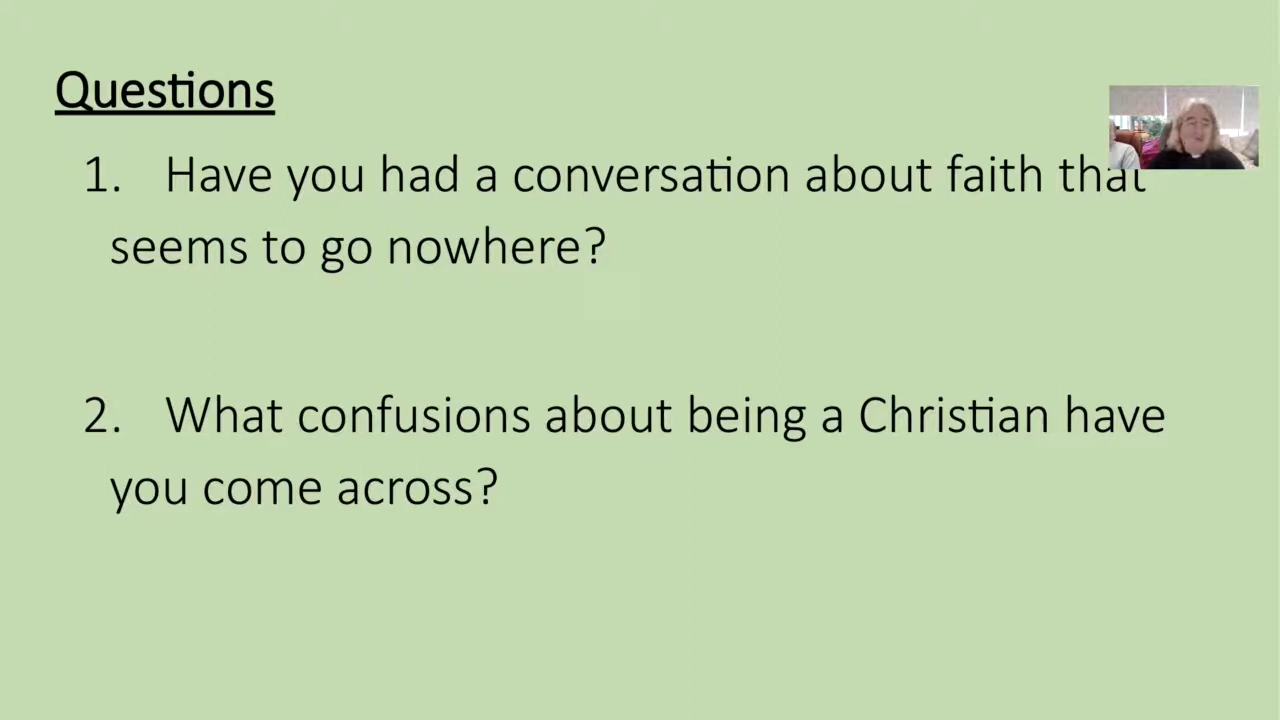 Questions
1. Have you had a conversation about faith that
seems to go nowhere?
2. What confusions about being a Christian have
you come across?